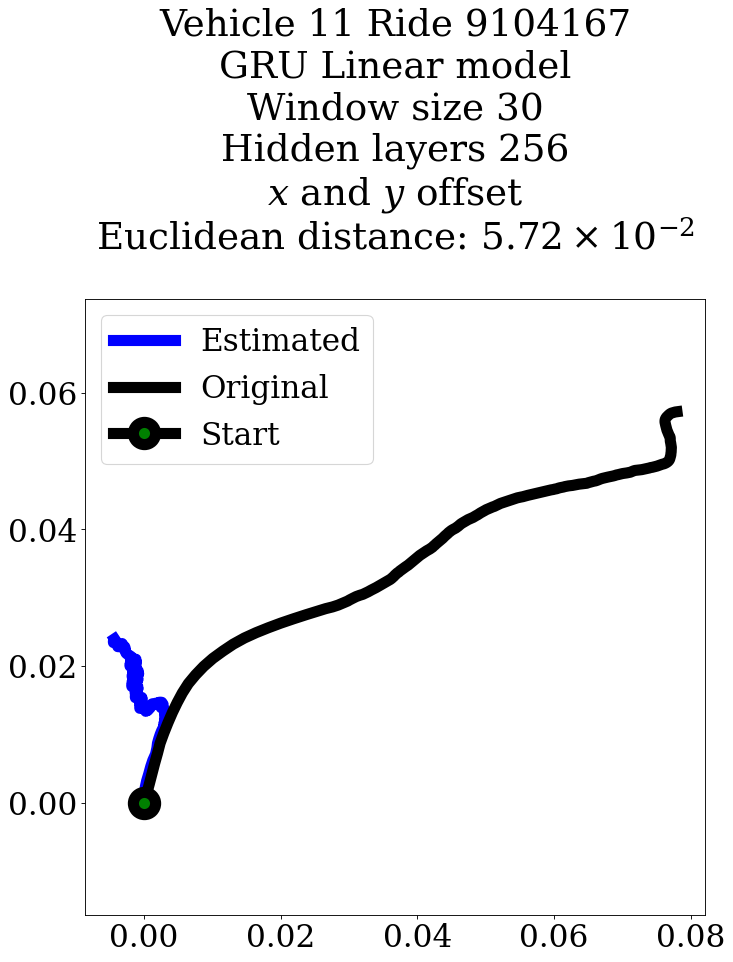 Vehicle 11 Ride 9104167
GRU Linear model
Window size 30
Hidden layers 256
x and y offset
Euclidean distance: 5.72 × 10⁻²
Estimated
Original
Start
0.06
0.04
0.02
0.00
0.00 0.02 0.04 0.06 0.08